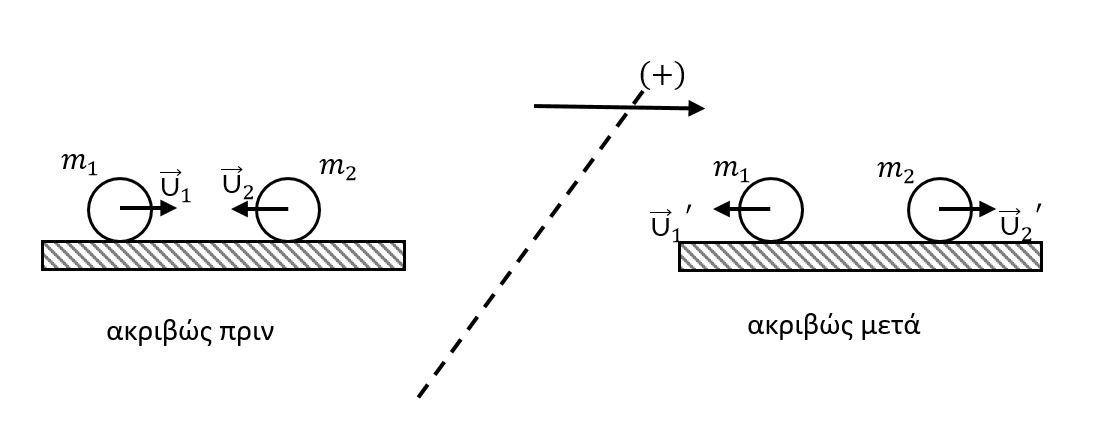 (+)
m₁ υ⃗₁ υ⃗₂ m₂
m₁ m₂
υ⃗₁′ υ⃗₂′
ακριβώς πριν
ακριβώς μετά